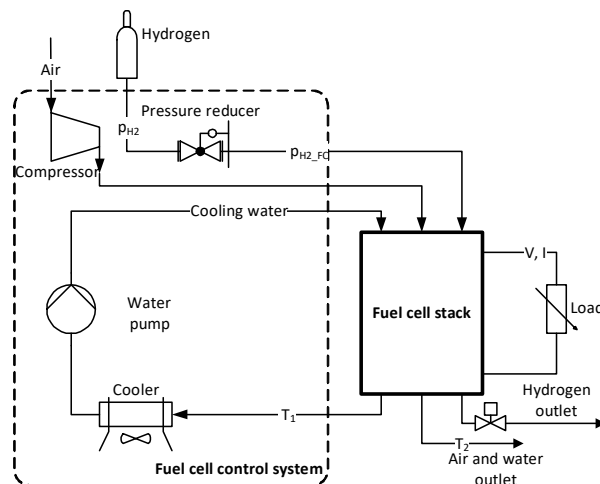 Hydrogen
Air
Pressure reducer
pH2
pH2_FC
Compressor
Cooling water
V, I
Water
pump
Fuel cell stack
Load
Cooler
T1
Hydrogen
outlet
T2
Air and water
outlet
Fuel cell control system